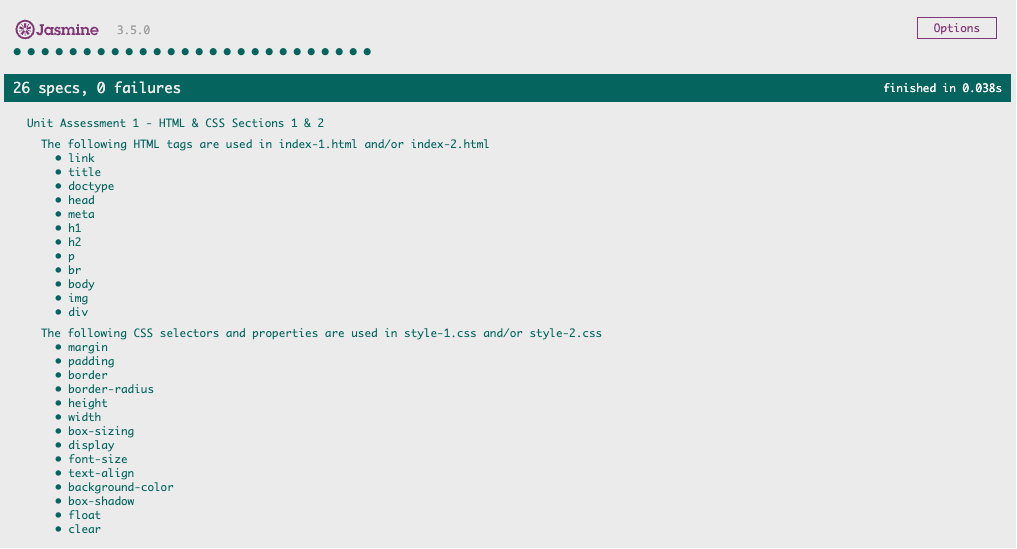 Jasmine 3.5.0 Options
26 specs, 0 failures finished in 0.038s
Unit Assessment 1 - HTML & CSS Sections 1 & 2
The following HTML tags are used in index-1.html and/or index-2.html
• link
• title
• doctype
• head
• meta
• h1
• h2
• p
• br
• body
• img
• div
The following CSS selectors and properties are used in style-1.css and/or style-2.css
• margin
• padding
• border
• border-radius
• height
• width
• box-sizing
• display
• font-size
• text-align
• background-color
• box-shadow
• float
• clear